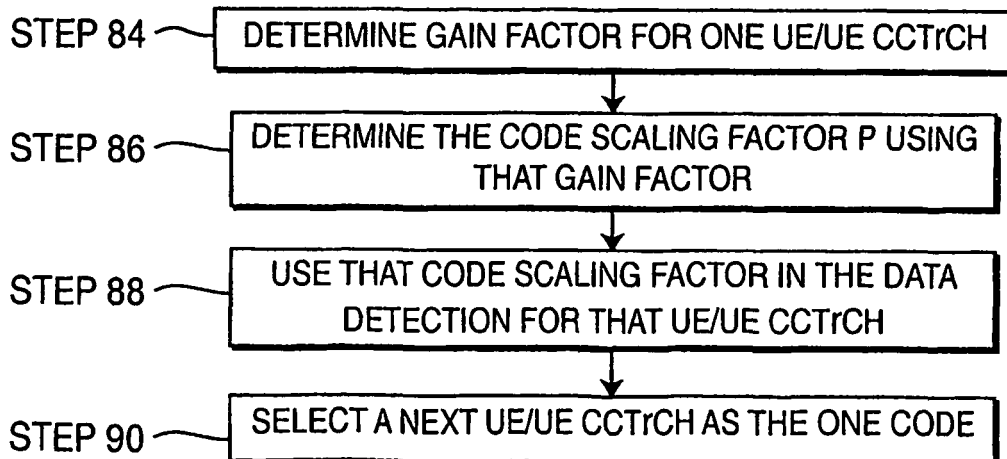 STEP 84
DETERMINE GAIN FACTOR FOR ONE UE/UE CCTrCH
STEP 86
DETERMINE THE CODE SCALING FACTOR P USING
THAT GAIN FACTOR
STEP 88
USE THAT CODE SCALING FACTOR IN THE DATA
DETECTION FOR THAT UE/UE CCTrCH
STEP 90
SELECT A NEXT UE/UE CCTrCH AS THE ONE CODE